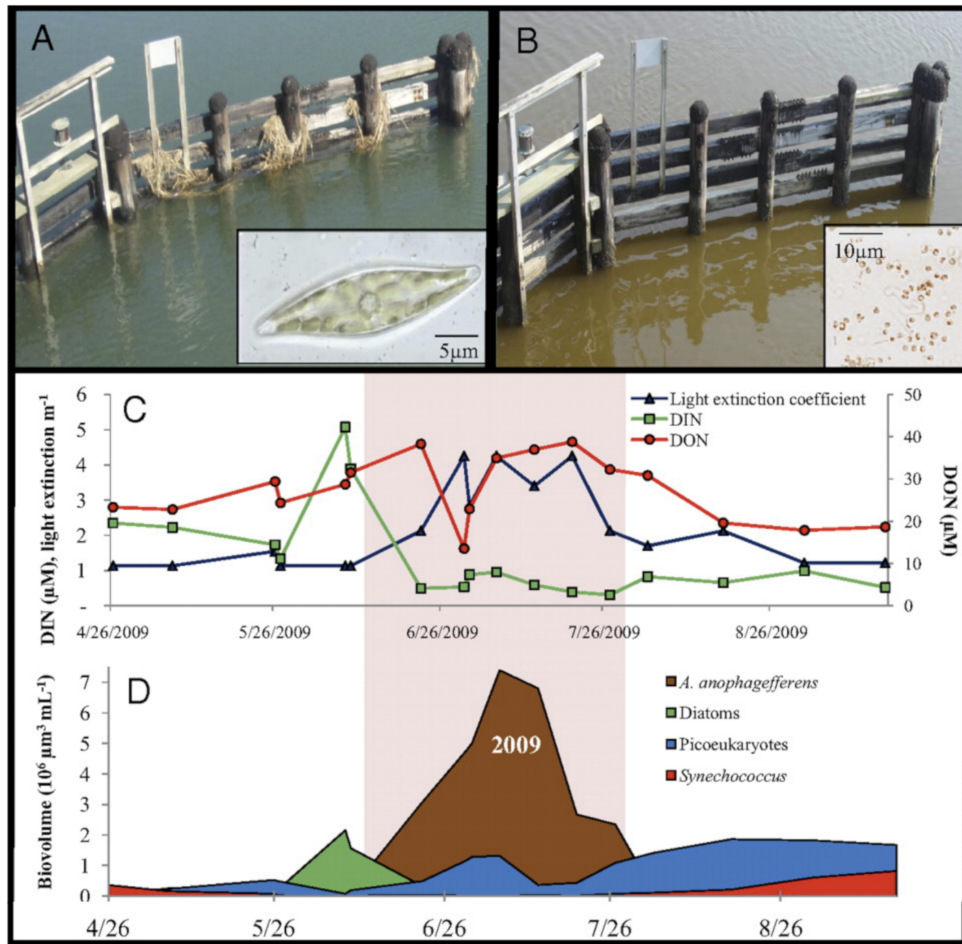 A
B
10µm
5µm
6
5
4
3
2
1
-
DIN (µM), light extinction m⁻¹
C
Light extinction coefficient
DIN
DON
50
40
30
20
10
0
DON (µM)
4/26/2009
5/26/2009
6/26/2009
7/26/2009
8/26/2009
7
6
5
4
3
2
1
0
Biovolume (10⁶ µm³ mL⁻¹)
D
2009
A. anophagefferens
Diatoms
Picoeukaryotes
Synechococcus
4/26
5/26
6/26
7/26
8/26